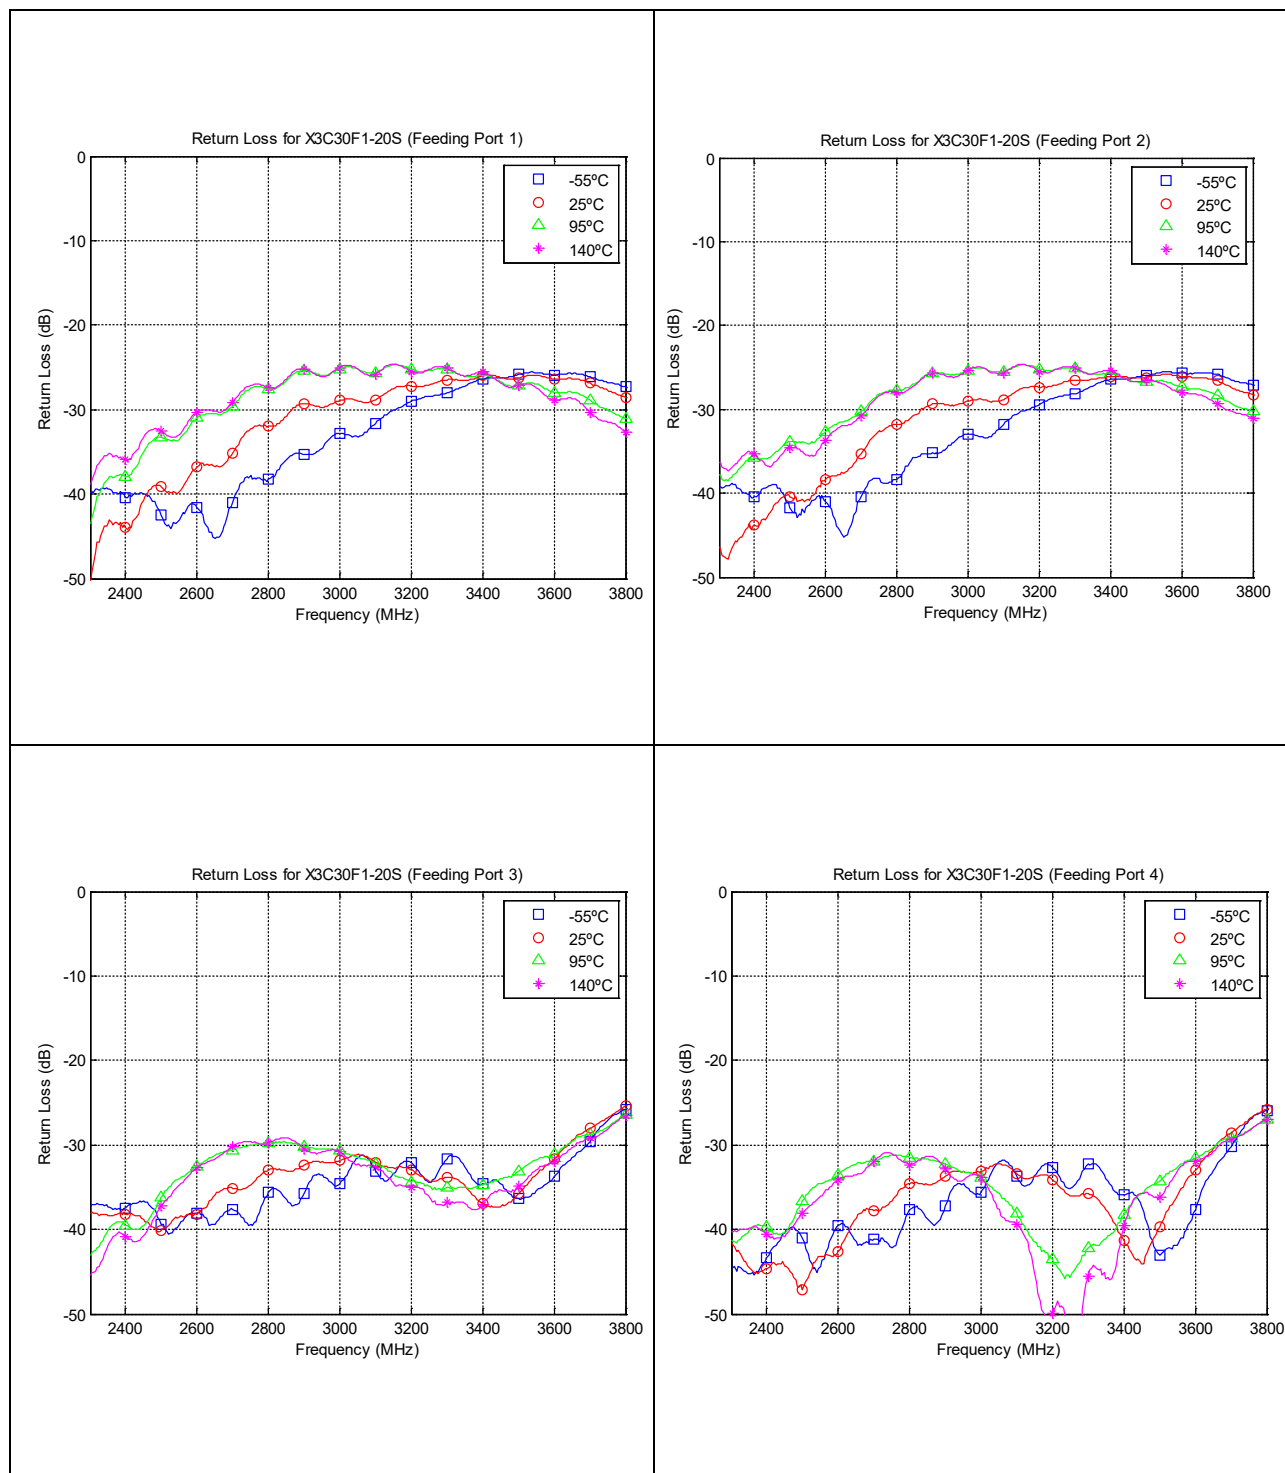 Return Loss for X3C30F1-20S (Feeding Port 1)
0
-10
-20
-30
-40
-50
Return Loss (dB)
-55ºC
25ºC
95ºC
140ºC
2400 2600 2800 3000 3200 3400 3600 3800
Frequency (MHz)
Return Loss for X3C30F1-20S (Feeding Port 2)
0
-10
-20
-30
-40
-50
Return Loss (dB)
-55ºC
25ºC
95ºC
140ºC
2400 2600 2800 3000 3200 3400 3600 3800
Frequency (MHz)
Return Loss for X3C30F1-20S (Feeding Port 3)
0
-10
-20
-30
-40
-50
Return Loss (dB)
-55ºC
25ºC
95ºC
140ºC
2400 2600 2800 3000 3200 3400 3600 3800
Frequency (MHz)
Return Loss for X3C30F1-20S (Feeding Port 4)
0
-10
-20
-30
-40
-50
Return Loss (dB)
-55ºC
25ºC
95ºC
140ºC
2400 2600 2800 3000 3200 3400 3600 3800
Frequency (MHz)